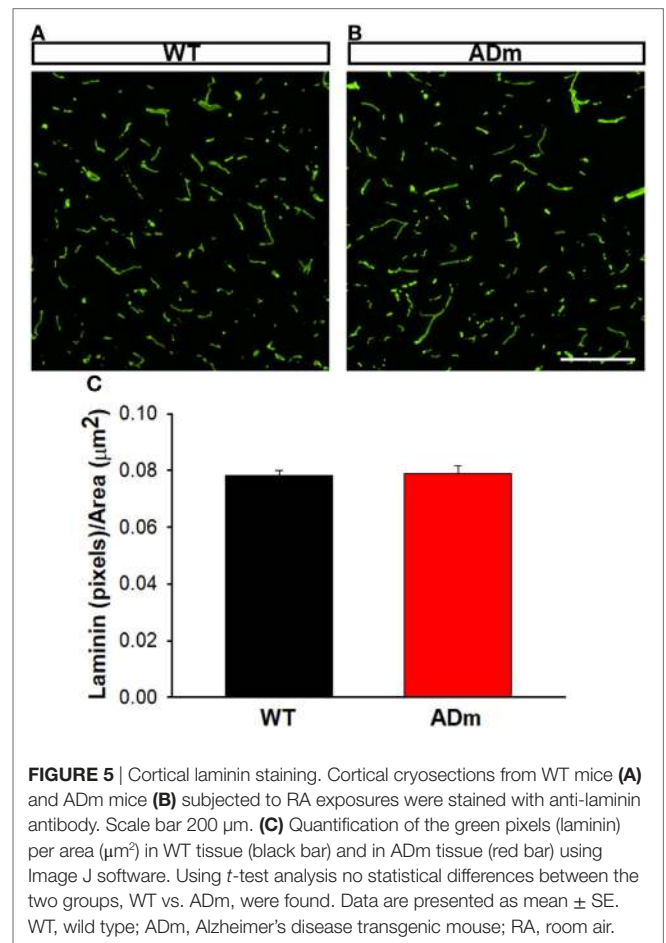 A
WT
B
ADm
C
Laminin (pixels)/Area (µm²)
0.10
0.08
0.06
0.04
0.02
0.00
WT
ADm
FIGURE 5 | Cortical laminin staining. Cortical cryosections from WT mice (A)
and ADm mice (B) subjected to RA exposures were stained with anti-laminin
antibody. Scale bar 200 µm. (C) Quantification of the green pixels (laminin)
per area (µm²) in WT tissue (black bar) and in ADm tissue (red bar) using
Image J software. Using t-test analysis no statistical differences between the
two groups, WT vs. ADm, were found. Data are presented as mean ± SE.
WT, wild type; ADm, Alzheimer's disease transgenic mouse; RA, room air.